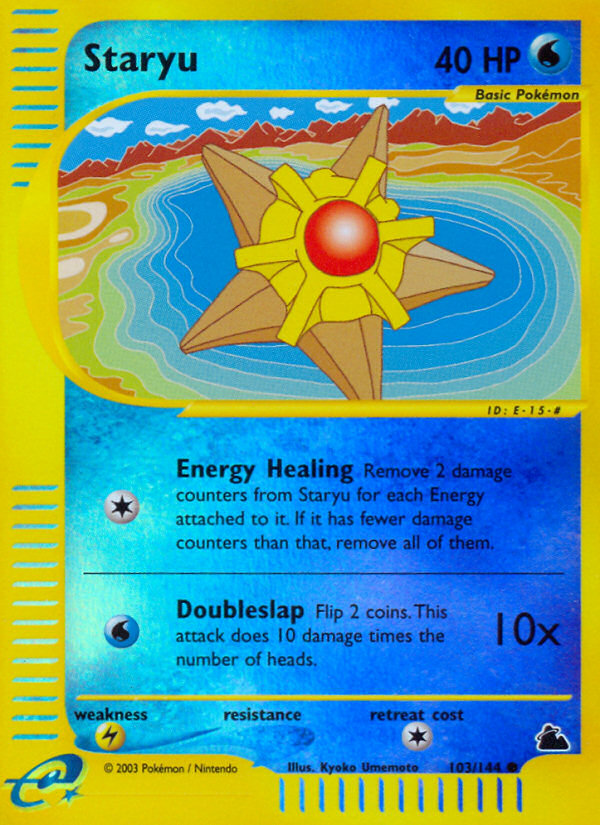 Staryu
40 HP
Basic Pokémon
ID: E-15-#
Energy Healing Remove 2 damage
counters from Staryu for each Energy
attached to it. If it has fewer damage
counters than that, remove all of them.
Doubleslap Flip 2 coins. This
attack does 10 damage times the
number of heads.
10x
weakness
resistance
retreat cost
© 2003 Pokémon / Nintendo
Illus. Kyoko Umemoto
103/144